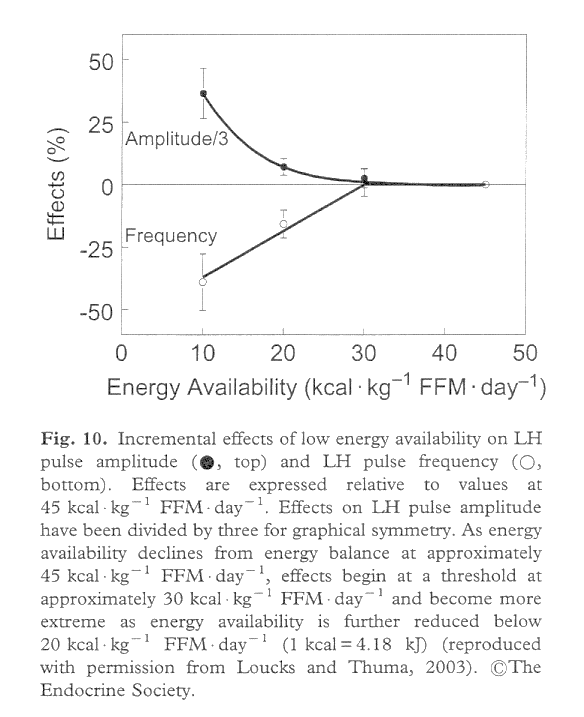 50
25
Amplitude/3
0
Frequency
-25
-50
Effects (%)
0 10 20 30 40 50
Energy Availability (kcal · kg⁻¹ FFM · day⁻¹)
Fig. 10. Incremental effects of low energy availability on LH
pulse amplitude (●, top) and LH pulse frequency (○,
bottom). Effects are expressed relative to values at
45 kcal · kg⁻¹ FFM · day⁻¹. Effects on LH pulse amplitude
have been divided by three for graphical symmetry. As energy
availability declines from energy balance at approximately
45 kcal · kg⁻¹ FFM · day⁻¹, effects begin at a threshold at
approximately 30 kcal · kg⁻¹ FFM · day⁻¹ and become more
extreme as energy availability is further reduced below
20 kcal · kg⁻¹ FFM · day⁻¹ (1 kcal = 4.18 kJ) (reproduced
with permission from Loucks and Thuma, 2003). ©The
Endocrine Society.